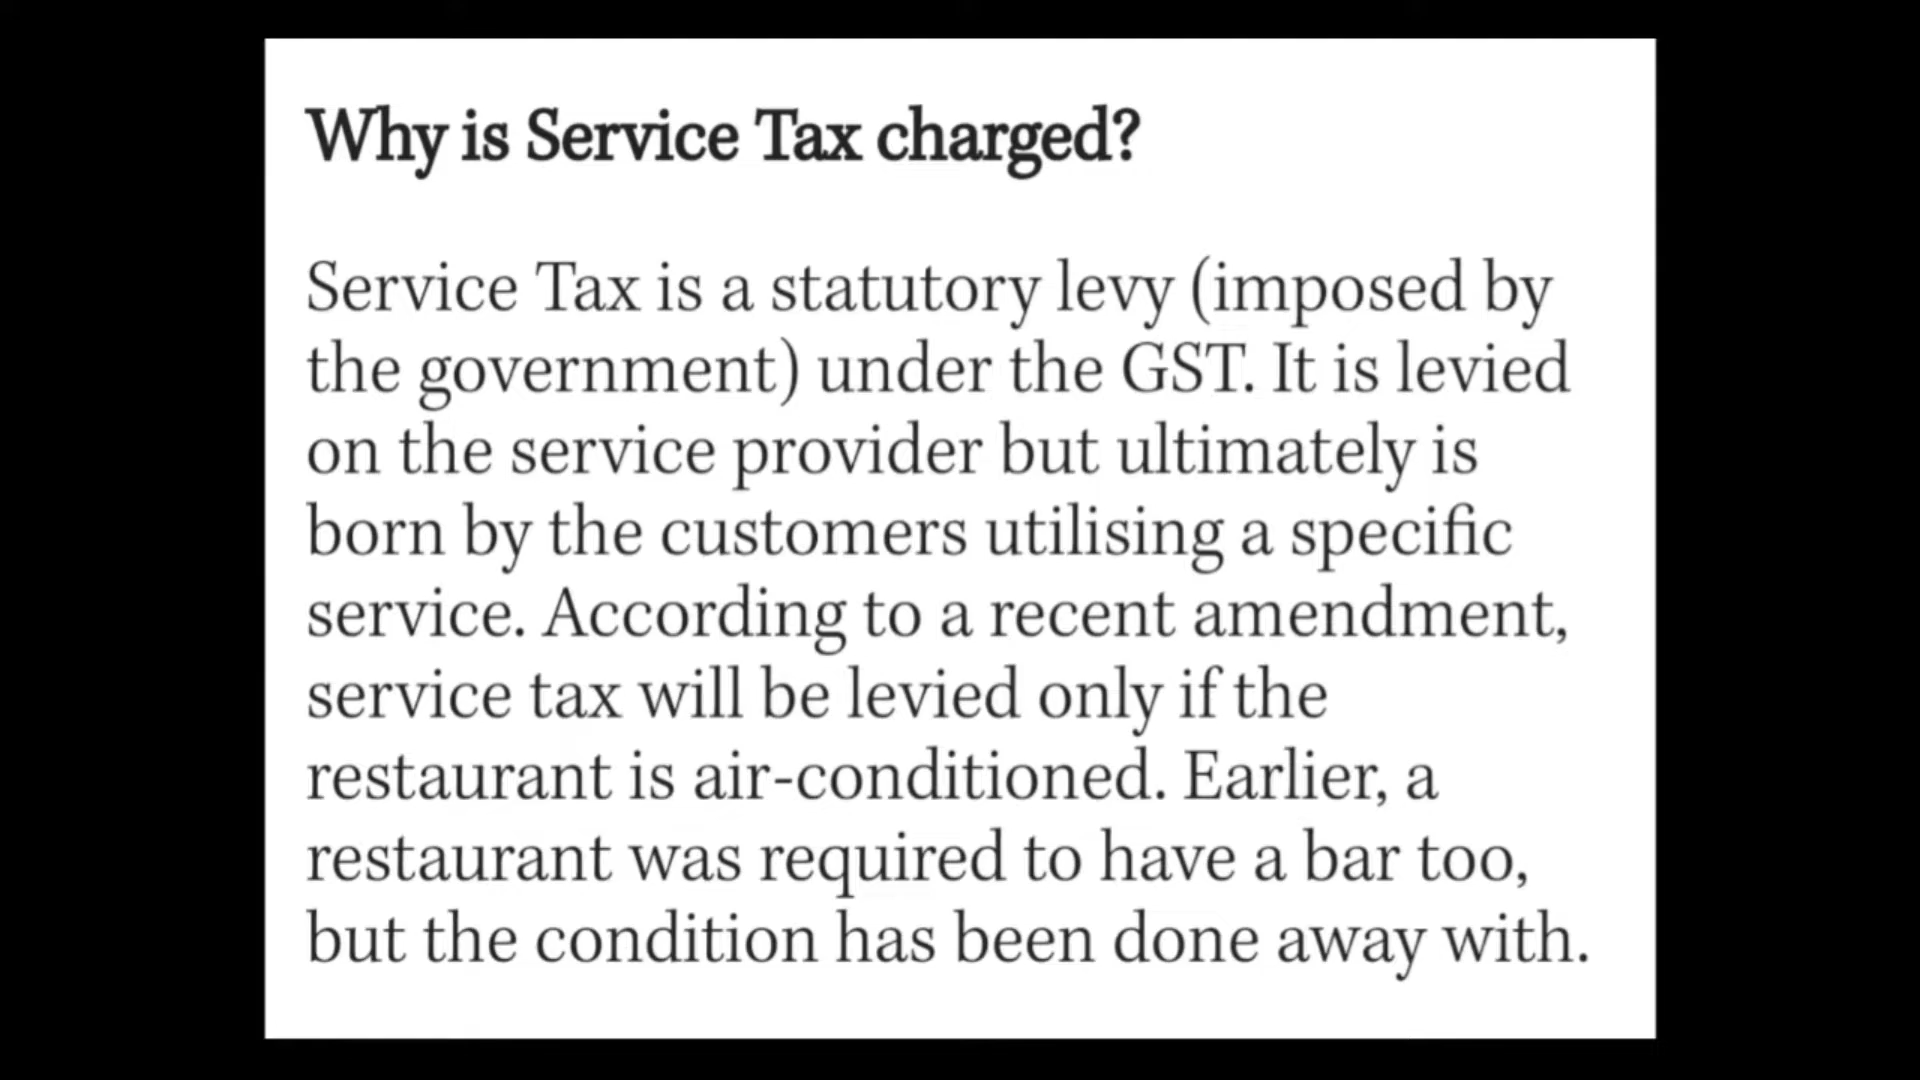 Why is Service Tax charged?
Service Tax is a statutory levy (imposed by
the government) under the GST. It is levied
on the service provider but ultimately is
born by the customers utilising a specific
service. According to a recent amendment,
service tax will be levied only if the
restaurant is air-conditioned. Earlier, a
restaurant was required to have a bar too,
but the condition has been done away with.